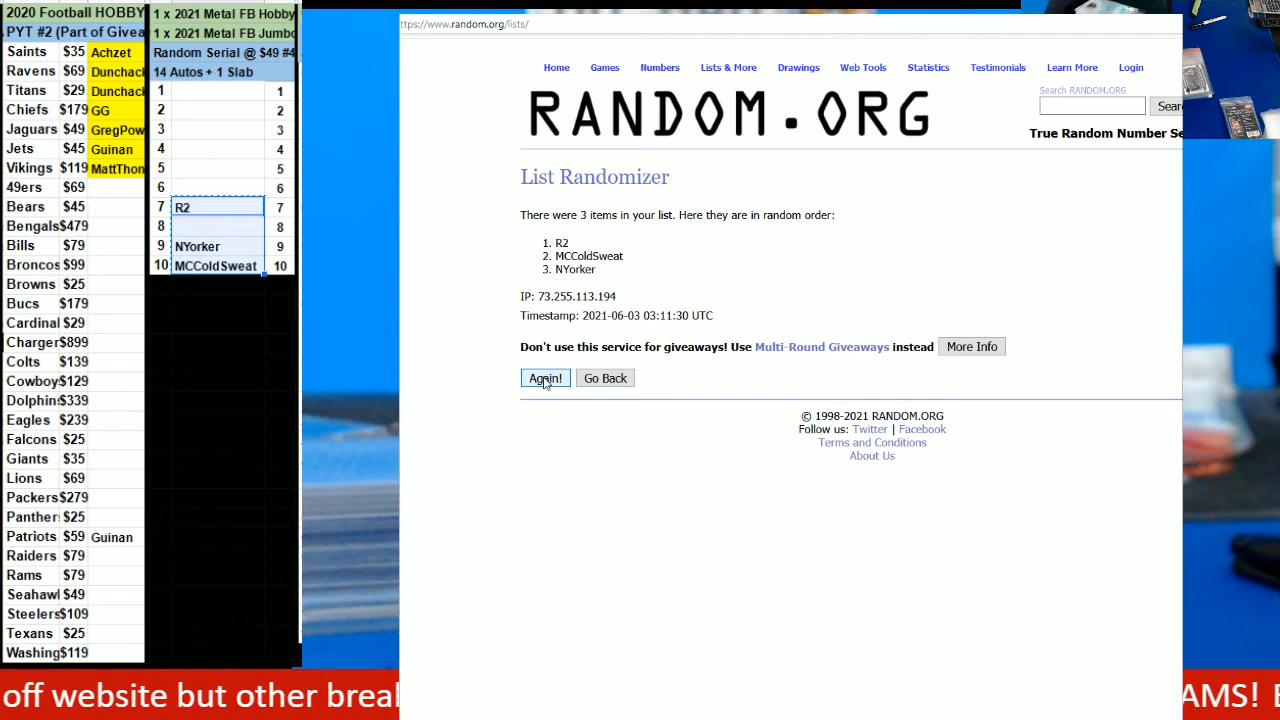 2020 Football HOBBY
PYT #2 (Part of Givea
Saints $35 Achzet
Ravens $69 Dunchack
Titans $29 Dunchack
Chiefs $179 GG
Jaguars $49 GregPow
Jets $45 Guinan
Vikings $119 MattThon
49ers $69
Bears $45
Bengals $479
Bills $79
Broncos $99
Browns $25
Bucs $179
Cardinal $29
Charger $899
Colts $139
Cowboys $129
Dolphins $339
Eagles $239
Falcons $25
Giants $35
Lions $69
Packers $279
Panthers $25
Patriots $59 Guinan
Raiders $79
Rams $79
Seahawl $49
Steelers $109
Texans $25
Washing $119
1 x 2021 Metal FB Hobby
1 x 2021 Metal FB Jumbo
Random Serial @ $49 #4
14 Autos + 1 Slab
1 1
2 2
3 3
4 4
5 5
6 6
7 R2 7
8 8
9 NYorker 9
10 MCColdSweat 10
ttps://www.random.org/lists/
Home Games Numbers Lists & More Drawings Web Tools Statistics Testimonials Learn More Login
Search RANDOM.ORG
Sear
RANDOM.ORG
True Random Number Se
List Randomizer
There were 3 items in your list. Here they are in random order:
1. R2
2. MCColdSweat
3. NYorker
IP: 73.255.113.194
Timestamp: 2021-06-03 03:11:30 UTC
Don't use this service for giveaways! Use Multi-Round Giveaways instead More Info
Again! Go Back
© 1998-2021 RANDOM.ORG
Follow us: Twitter | Facebook
Terms and Conditions
About Us
off website but other breal
AMS! E